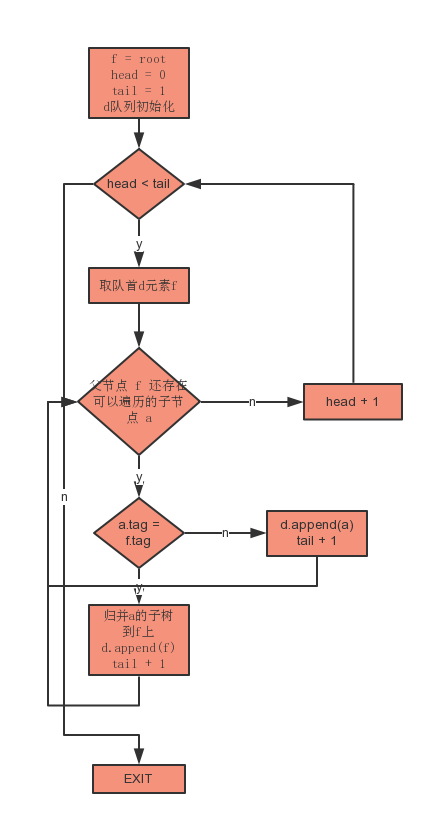 f = root
head = 0
tail = 1
d队列初始化
head < tail
y
取队首d元素f
父节点 f 还存在
可以遍历的子节
点 a
n
head + 1
y
n
a.tag =
f.tag
n
d.append(a)
tail + 1
y
归并a的子树
到f上
d.append(f)
tail + 1
EXIT